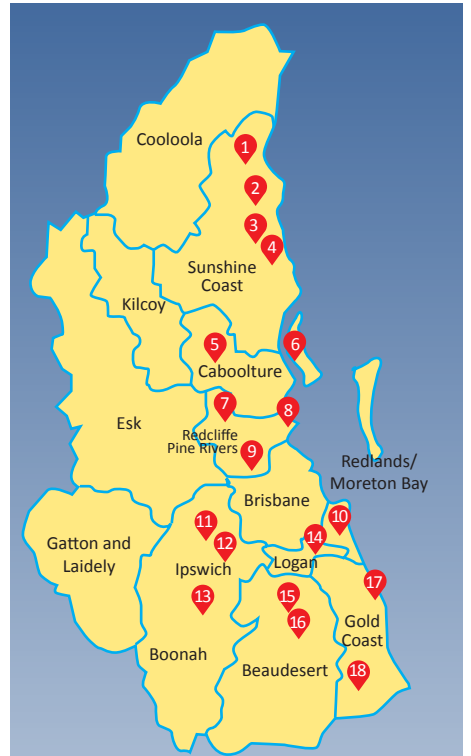 Cooloola
1
2
3
4
Sunshine
Coast
Kilcoy
5
6
Caboolture
7
8
Esk
Redcliffe
Pine Rivers
9
Redlands/
Moreton Bay
Brisbane
10
11
Gatton and
Laidely
12
14
Ipswich
Logan
13
15
17
16
Gold
Coast
Boonah
Beaudesert
18